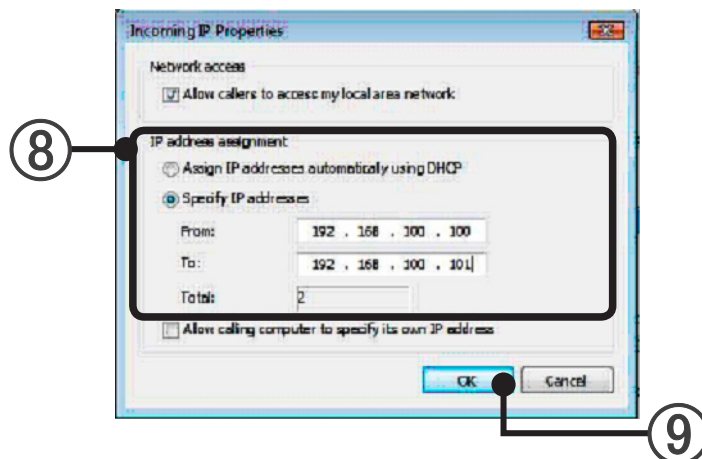 Incoming IP Properties
Network access
Allow callers to access my local area network
⑧
IP address assignment
Assign IP addresses automatically using DHCP
Specify IP addresses
From: 192 . 168 . 100 . 100
To: 192 . 168 . 100 . 101
Total: 2
Allow calling computer to specify its own IP address
OK Cancel
⑨